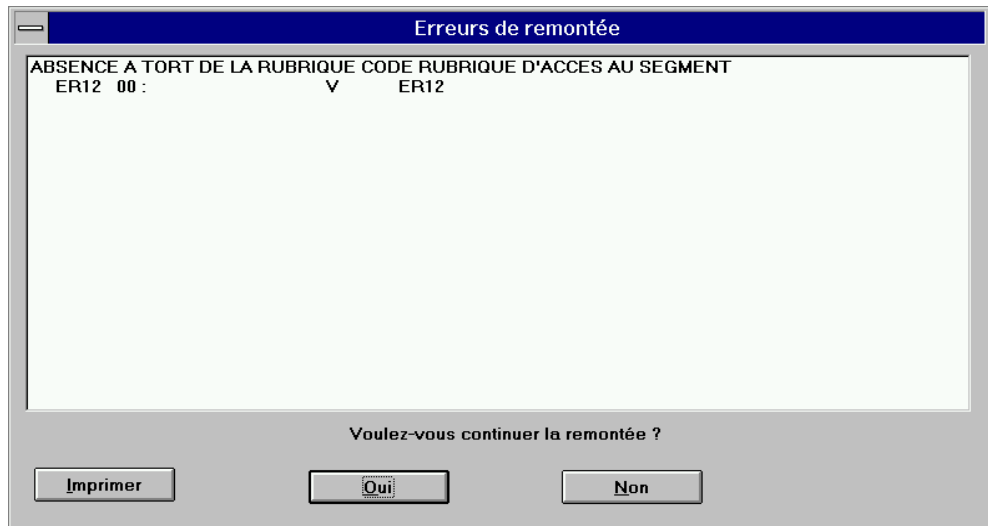 Erreurs de remontée
ABSENCE A TORT DE LA RUBRIQUE CODE RUBRIQUE D'ACCES AU SEGMENT
ER12 00 : V ER12
Voulez-vous continuer la remontée ?
Imprimer Oui Non